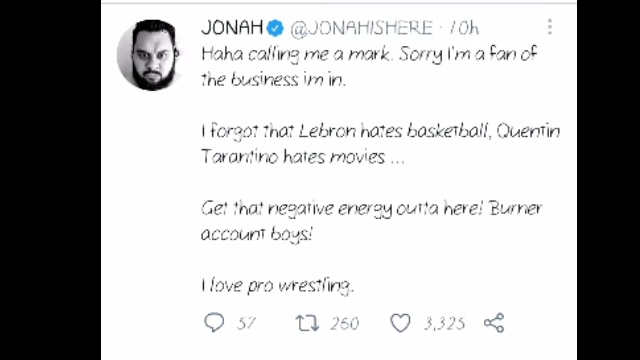 JONAH @JONAHISHERE · 10h
Haha calling me a mark. Sorry I'm a fan of
the business im in.
I forgot that Lebron hates basketball, Quentin
Tarantino hates movies ...
Get that negative energy outta here! Burner
account boys!
I love pro wrestling.
57 260 3,325